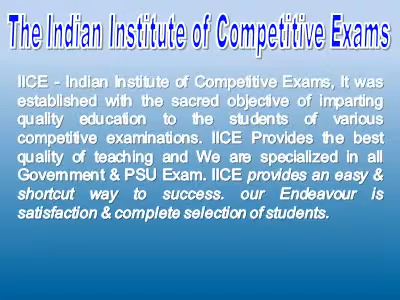 The Indian Institute of Competitive Exams
IICE - Indian Institute of Competitive Exams, It was
established with the sacred objective of imparting
quality education to the students of various
competitive examinations. IICE Provides the best
quality of teaching and We are specialized in all
Government & PSU Exam. IICE provides an easy &
shortcut way to success. our Endeavour is
satisfaction & complete selection of students.